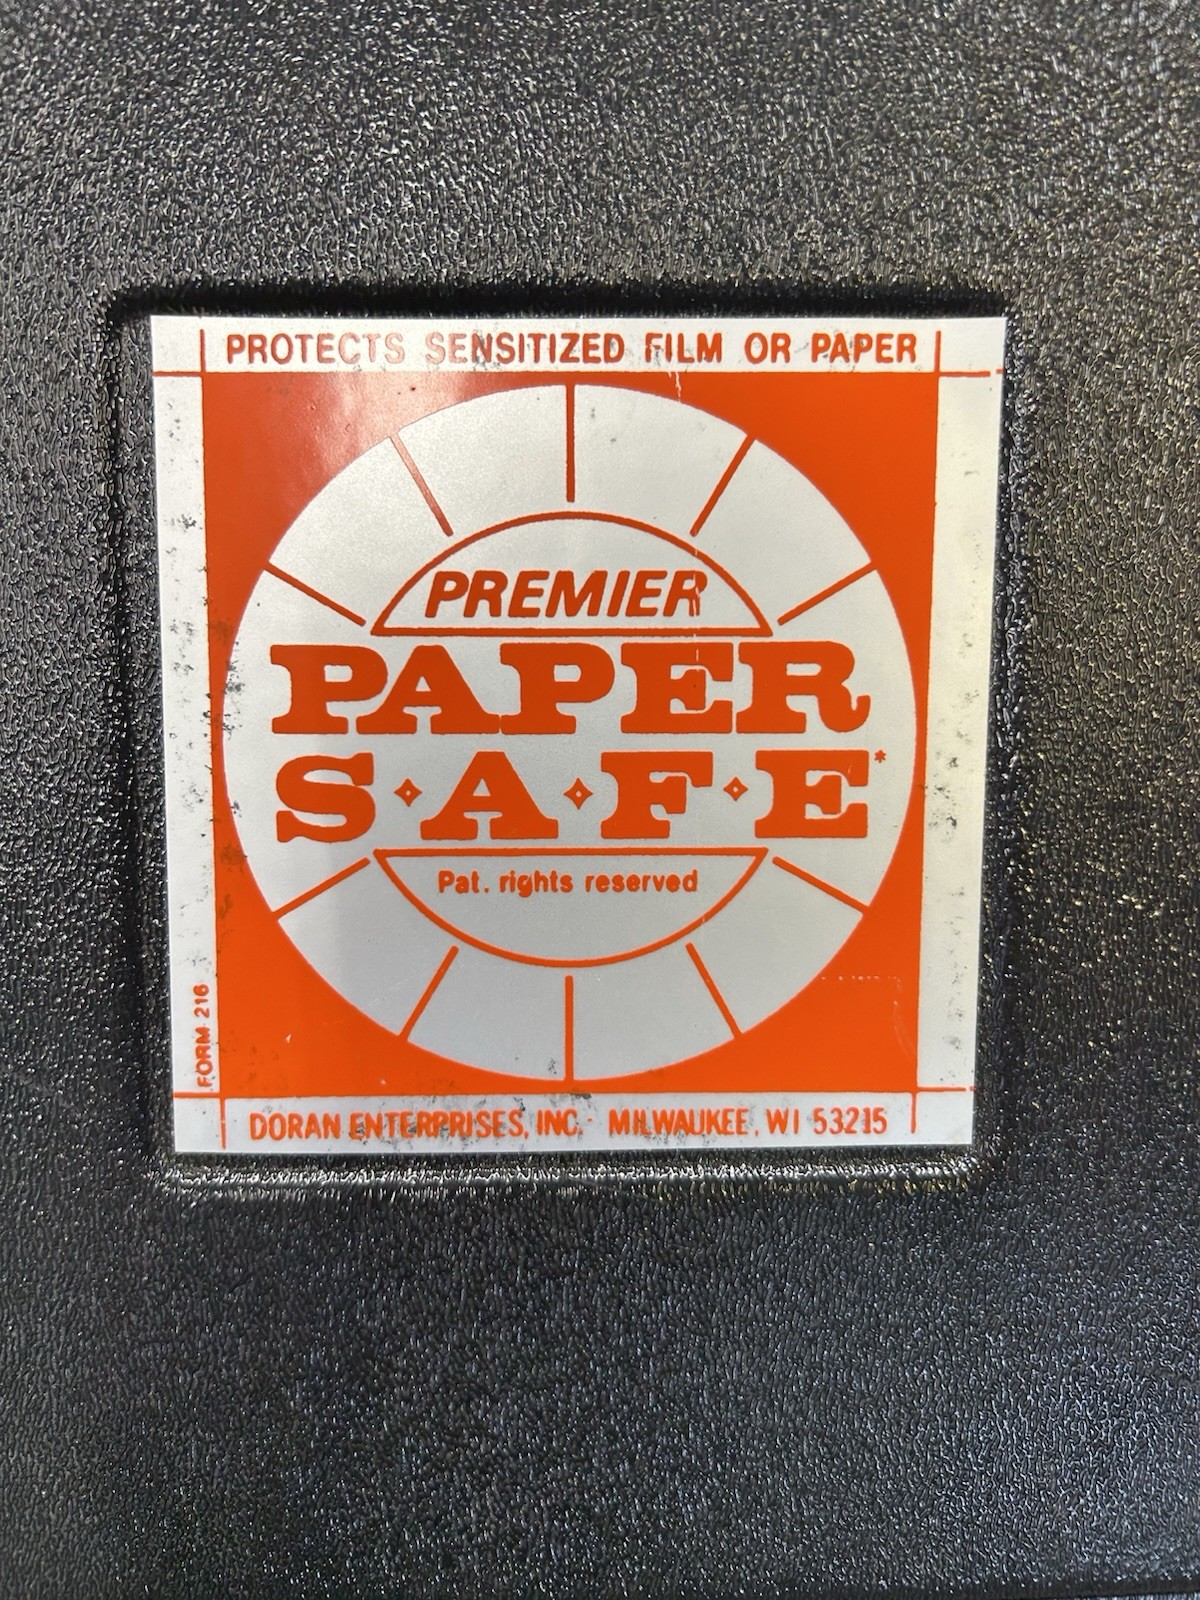 PROTECTS SENSITIZED FILM OR PAPER
PREMIER
PAPER
S⋄A⋄F⋄E*
Pat. rights reserved
FORM 216
DORAN ENTERPRISES, INC. MILWAUKEE, WI 53215